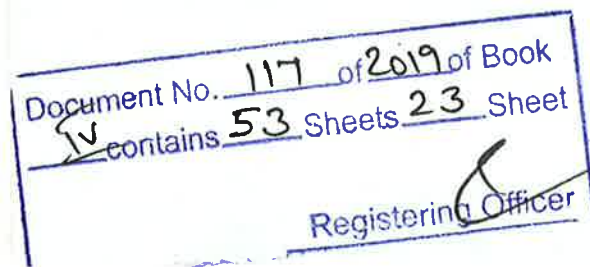 Document No. 117 of 2019 of Book
IV contains 53 Sheets 23 Sheet
Registering Officer